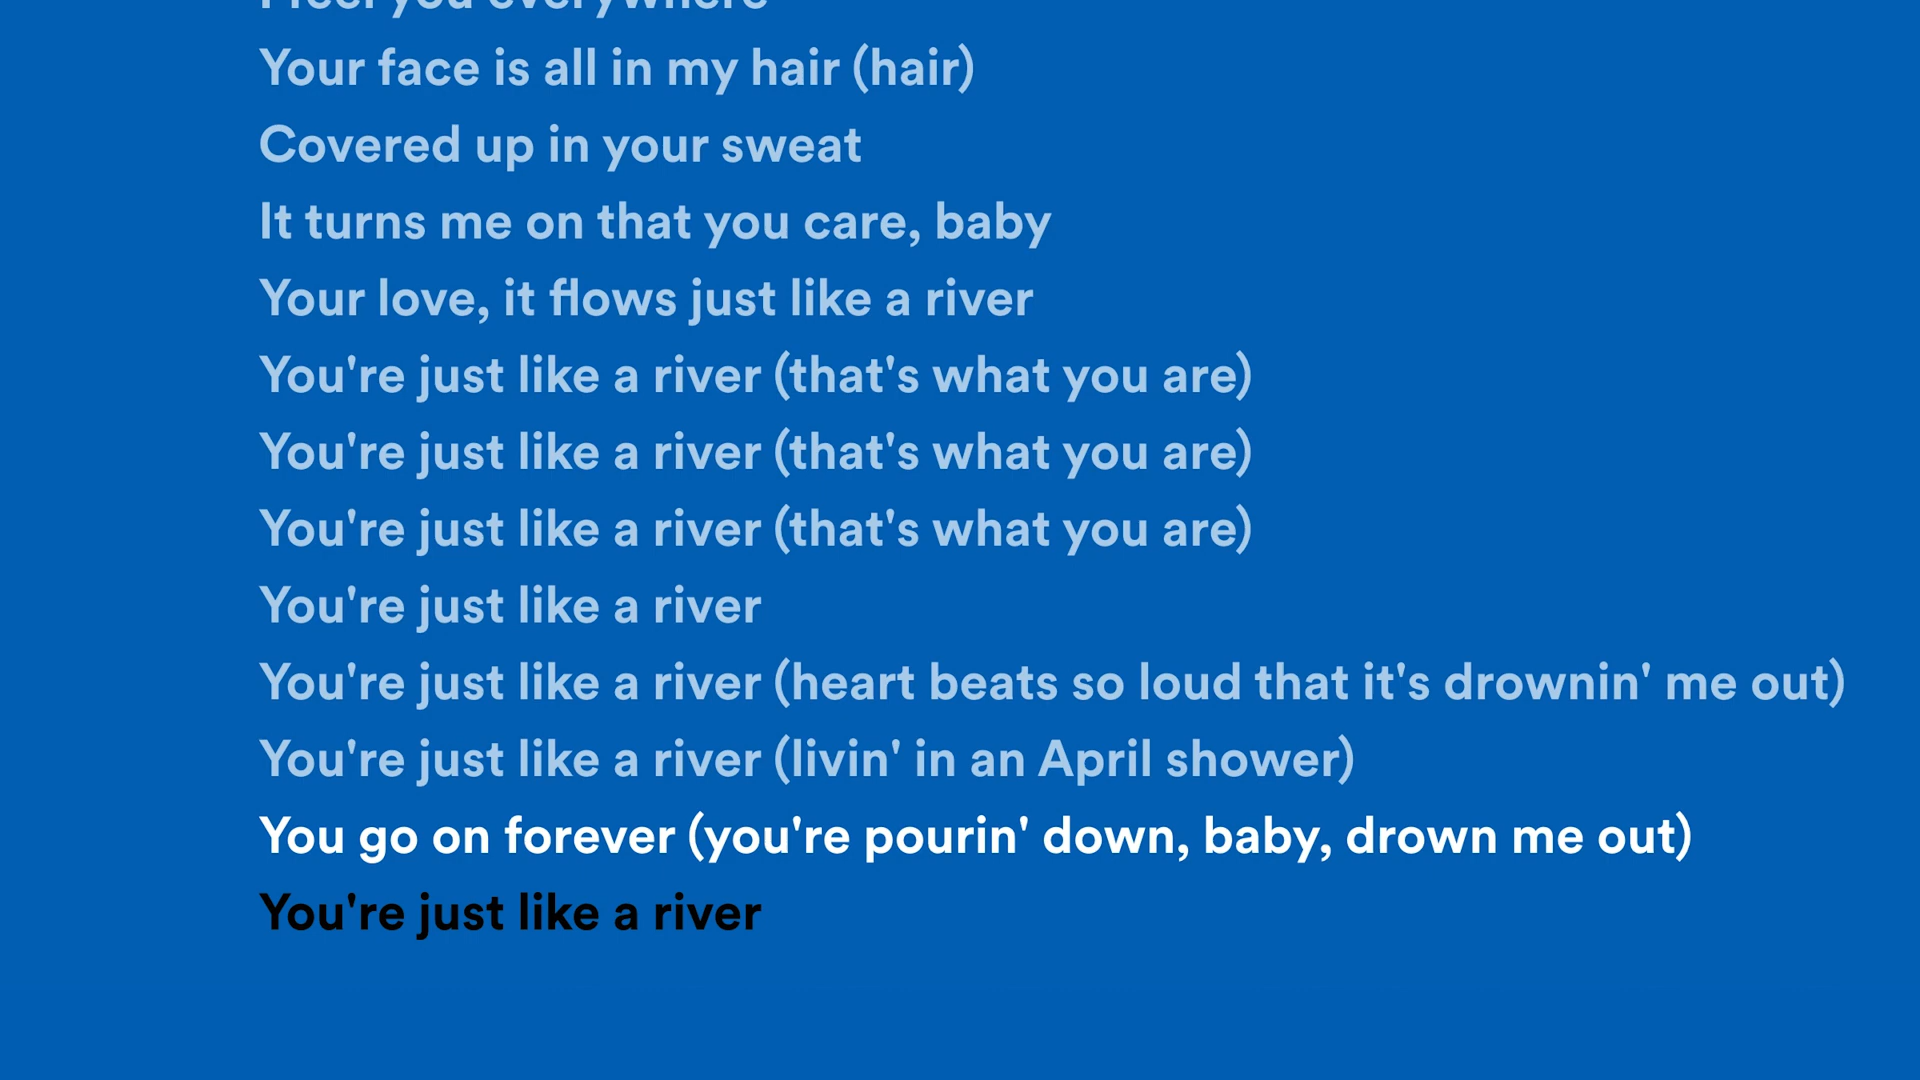 I feel you everywhere
Your face is all in my hair (hair)
Covered up in your sweat
It turns me on that you care, baby
Your love, it flows just like a river
You're just like a river (that's what you are)
You're just like a river (that's what you are)
You're just like a river (that's what you are)
You're just like a river
You're just like a river (heart beats so loud that it's drownin' me out)
You're just like a river (livin' in an April shower)
You go on forever (you're pourin' down, baby, drown me out)
You're just like a river